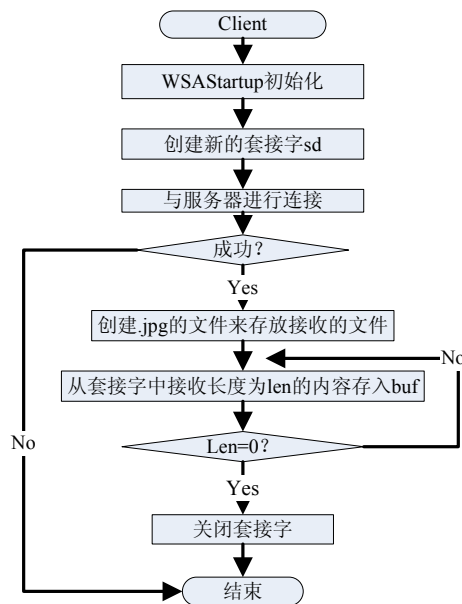 Client
WSAStartup初始化
创建新的套接字sd
与服务器进行连接
成功？
Yes
创建.jpg的文件来存放接收的文件
No
从套接字中接收长度为len的内容存入buf
No
Len=0？
Yes
关闭套接字
结束